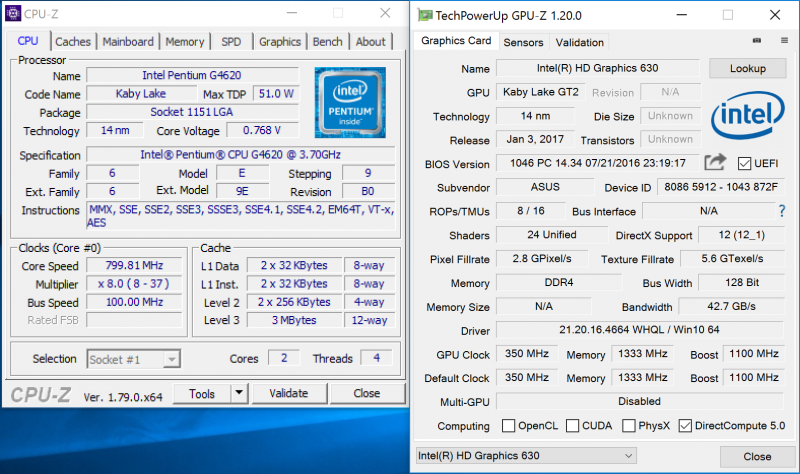 CPU-Z
CPU Caches Mainboard Memory SPD Graphics Bench About
Processor
Name Intel Pentium G4620
Code Name Kaby Lake Max TDP 51.0 W
Package Socket 1151 LGA
Technology 14 nm Core Voltage 0.768 V
intel
PENTIUM
inside
Specification Intel® Pentium® CPU G4620 @ 3.70GHz
Family 6 Model E Stepping 9
Ext. Family 6 Ext. Model 9E Revision B0
Instructions MMX, SSE, SSE2, SSE3, SSSE3, SSE4.1, SSE4.2, EM64T, VT-x,
AES
Clocks (Core #0)
Core Speed 799.81 MHz
Multiplier x 8.0 ( 8 - 37 )
Bus Speed 100.00 MHz
Rated FSB
Cache
L1 Data 2 x 32 KBytes 8-way
L1 Inst. 2 x 32 KBytes 8-way
Level 2 2 x 256 KBytes 4-way
Level 3 3 MBytes 12-way
Selection Socket #1 Cores 2 Threads 4
CPU-Z Ver. 1.79.0.x64 Tools Validate Close
TechPowerUp GPU-Z 1.20.0
Graphics Card Sensors Validation
Name Intel(R) HD Graphics 630 Lookup
GPU Kaby Lake GT2 Revision N/A
Technology 14 nm Die Size Unknown
Release Jan 3, 2017 Transistors Unknown
intel
BIOS Version 1046 PC 14.34 07/21/2016 23:19:17 UEFI
Subvendor ASUS Device ID 8086 5912 - 1043 872F
ROPs/TMUs 8 / 16 Bus Interface N/A ?
Shaders 24 Unified DirectX Support 12 (12_1)
Pixel Fillrate 2.8 GPixel/s Texture Fillrate 5.6 GTexel/s
Memory DDR4 Bus Width 128 Bit
Memory Size N/A Bandwidth 42.7 GB/s
Driver 21.20.16.4664 WHQL / Win10 64
GPU Clock 350 MHz Memory 1333 MHz Boost 1100 MHz
Default Clock 350 MHz Memory 1333 MHz Boost 1100 MHz
Multi-GPU Disabled
Computing OpenCL CUDA PhysX DirectCompute 5.0
Intel(R) HD Graphics 630 Close